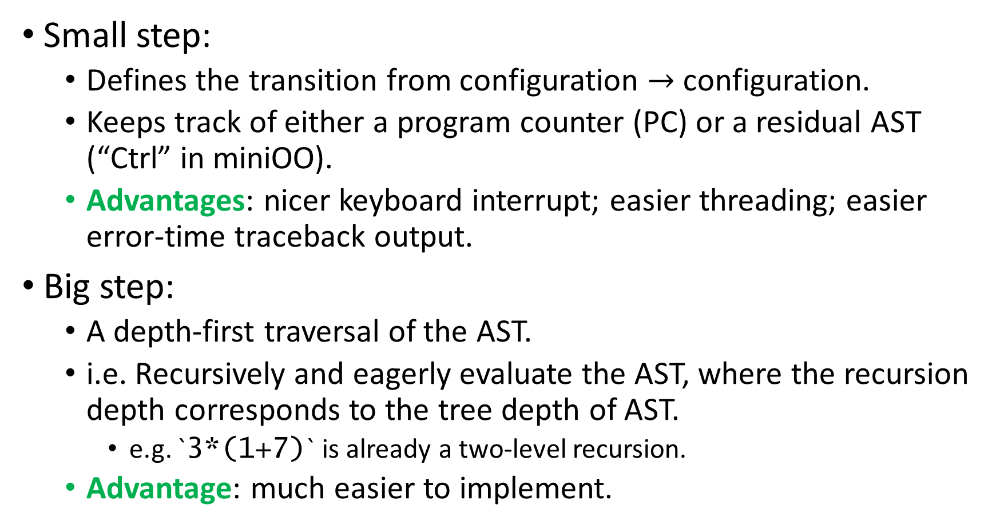 • Small step:
• Defines the transition from configuration → configuration.
• Keeps track of either a program counter (PC) or a residual AST
(“Ctrl” in miniOO).
• Advantages: nicer keyboard interrupt; easier threading; easier
error-time traceback output.
• Big step:
• A depth-first traversal of the AST.
• i.e. Recursively and eagerly evaluate the AST, where the recursion
depth corresponds to the tree depth of AST.
• e.g. `3*(1+7)` is already a two-level recursion.
• Advantage: much easier to implement.